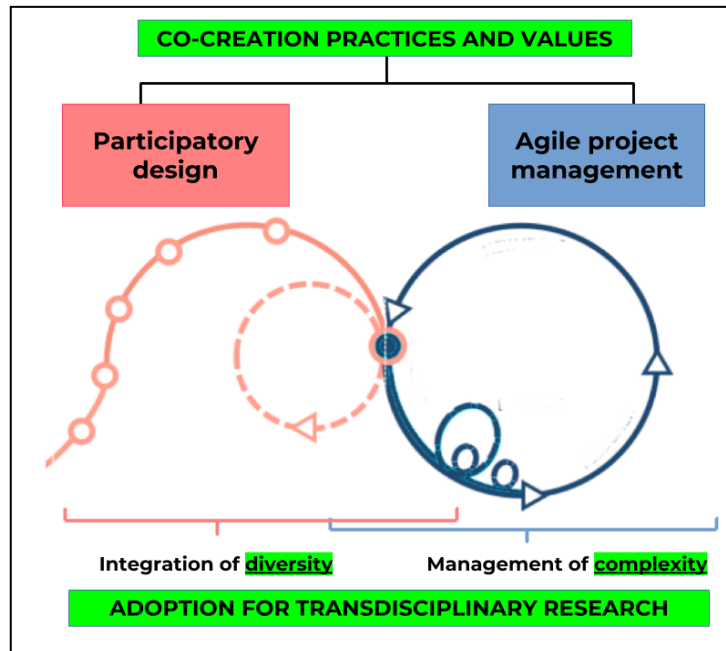 CO-CREATION PRACTICES AND VALUES
Participatory
design
Agile project
management
Integration of diversity
Management of complexity
ADOPTION FOR TRANSDISCIPLINARY RESEARCH